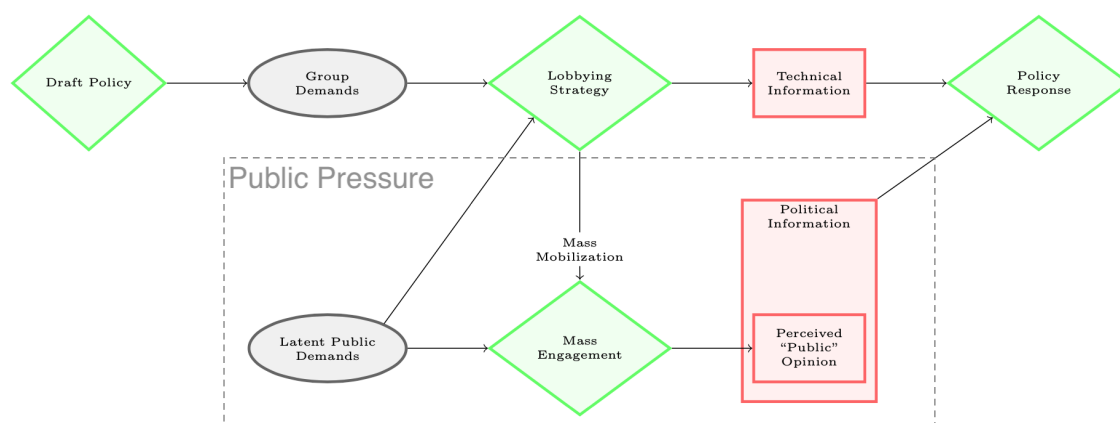 Draft Policy
Group
Demands
Lobbying
Strategy
Technical
Information
Policy
Response
Public Pressure
Political
Information
Mass
Mobilization
Latent Public
Demands
Mass
Engagement
Perceived
“Public”
Opinion